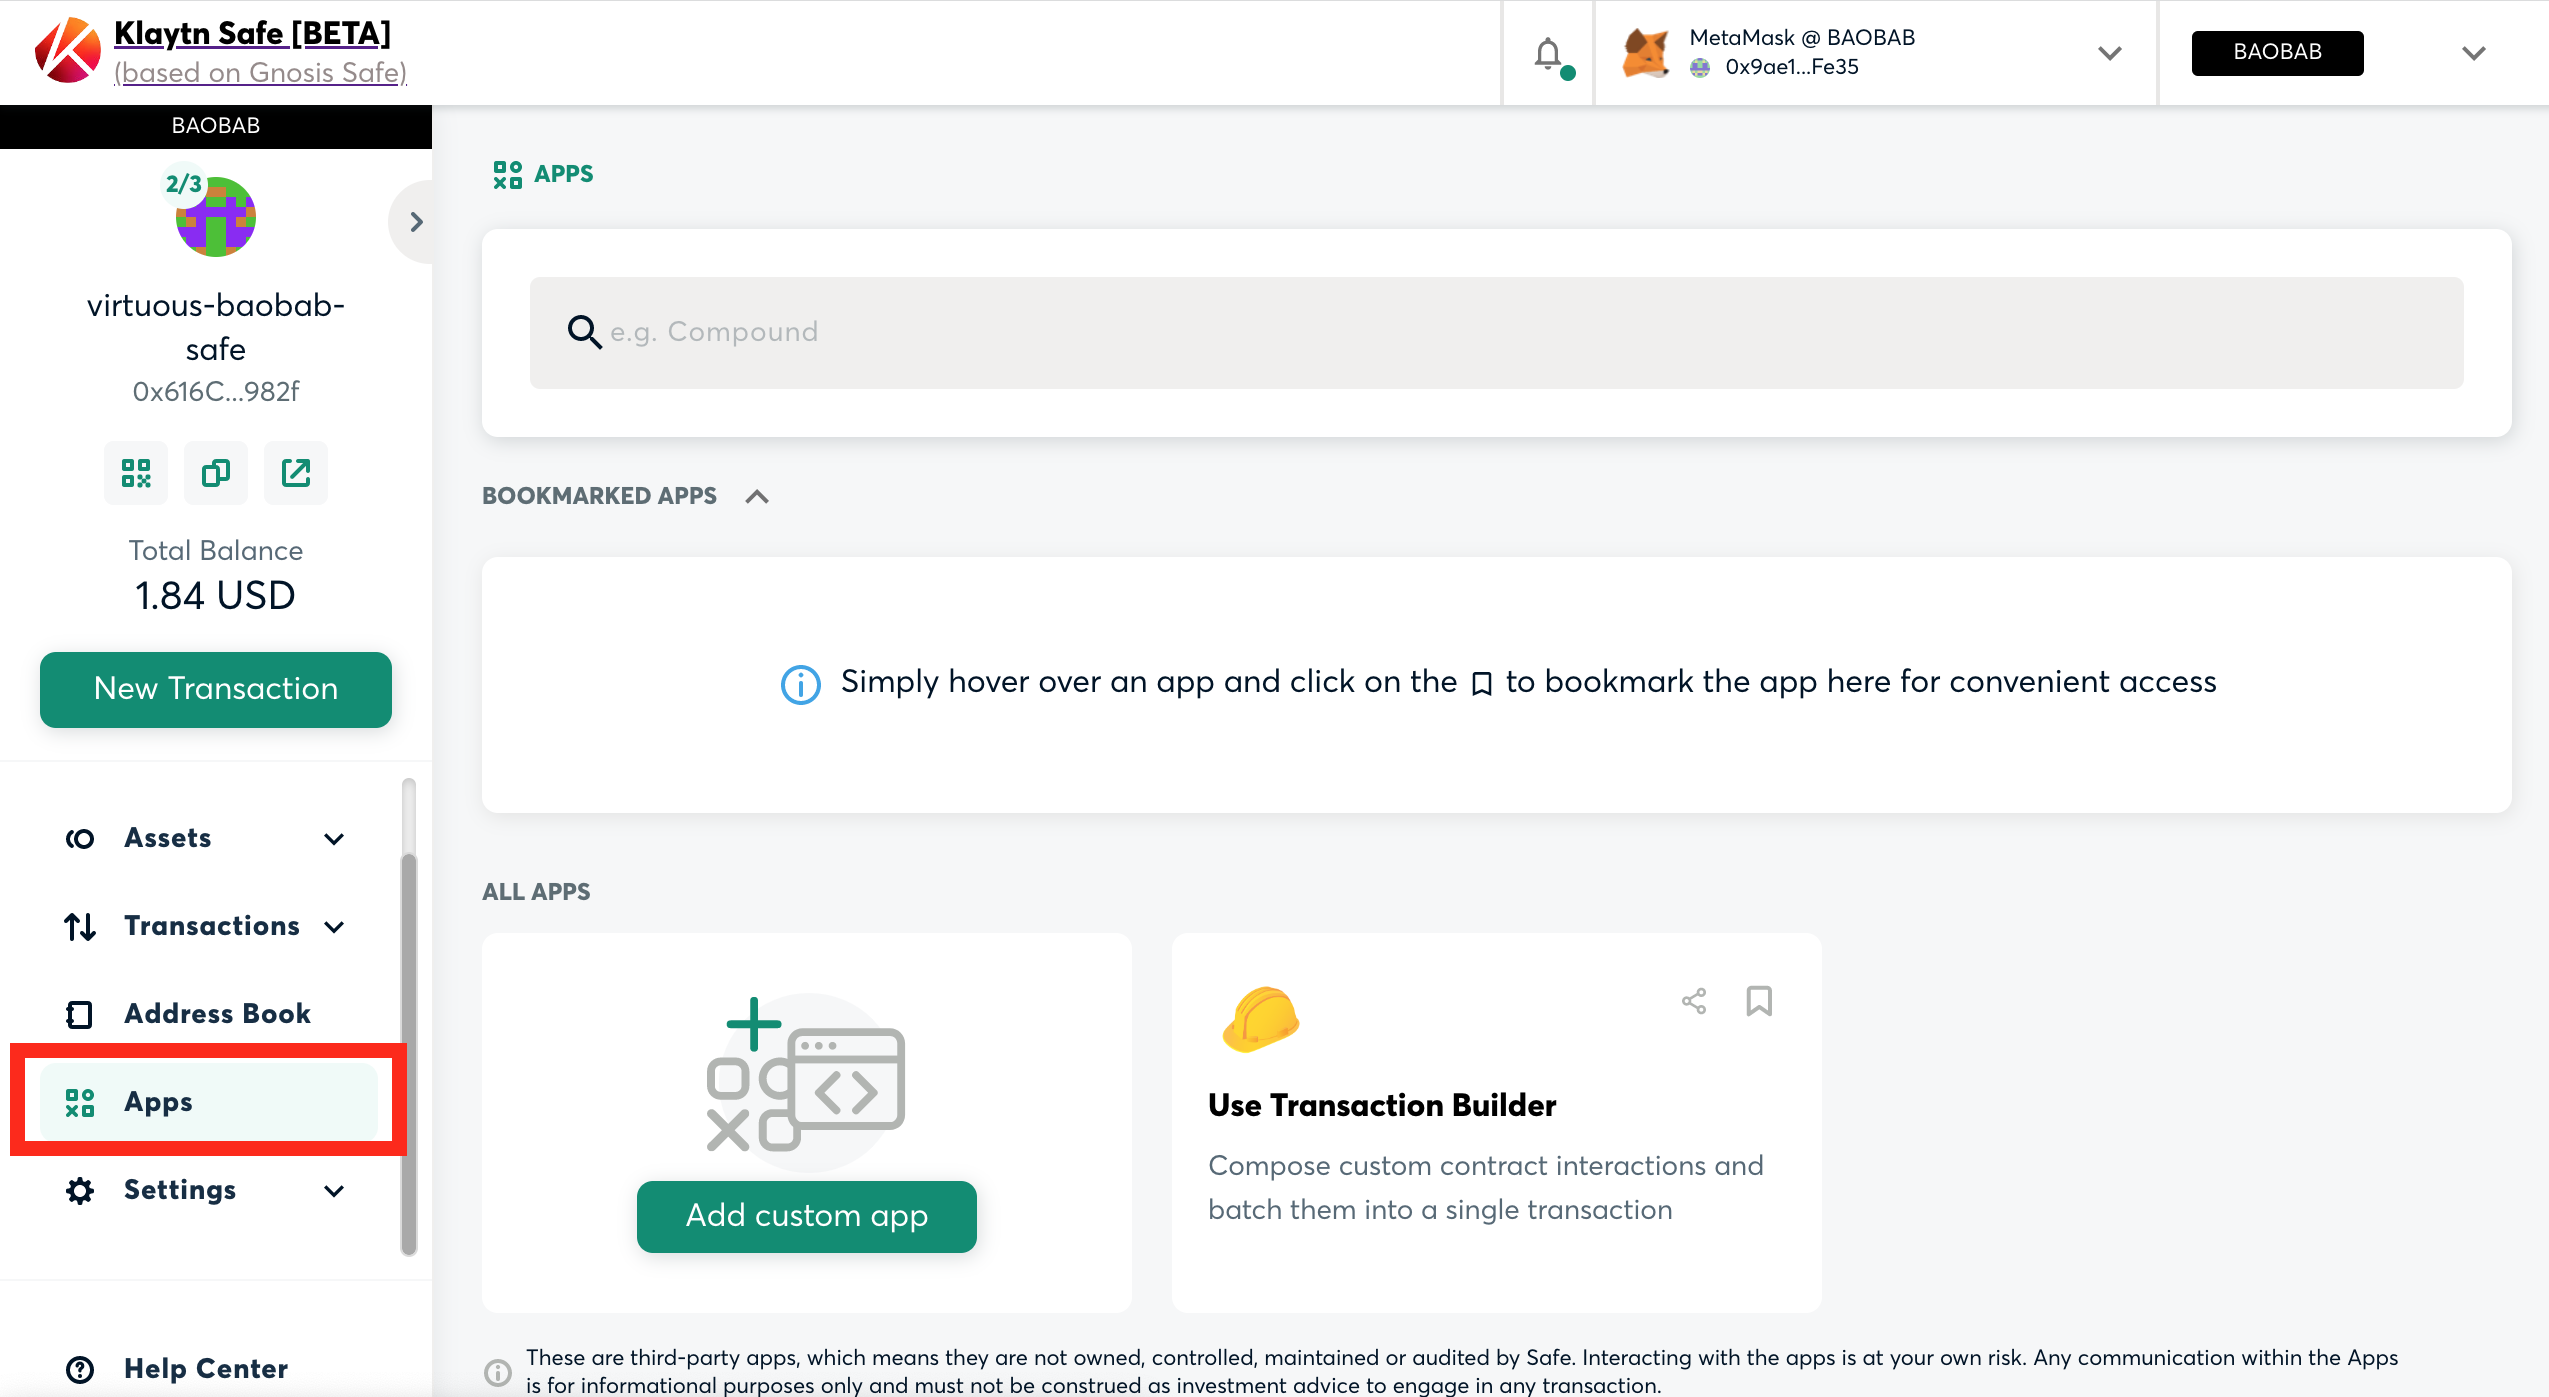 Klaytn Safe [BETA]
(based on Gnosis Safe)
MetaMask @ BAOBAB
0x9ae1...Fe35
BAOBAB
BAOBAB
2/3
virtuous-baobab-
safe
0x616C...982f
Total Balance
1.84 USD
New Transaction
Assets
Transactions
Address Book
Apps
Settings
Help Center
APPS
e.g. Compound
BOOKMARKED APPS
Simply hover over an app and click on the to bookmark the app here for convenient access
ALL APPS
Add custom app
Use Transaction Builder
Compose custom contract interactions and
batch them into a single transaction
These are third-party apps, which means they are not owned, controlled, maintained or audited by Safe. Interacting with the apps is at your own risk. Any communication within the Apps
is for informational purposes only and must not be construed as investment advice to engage in any transaction.